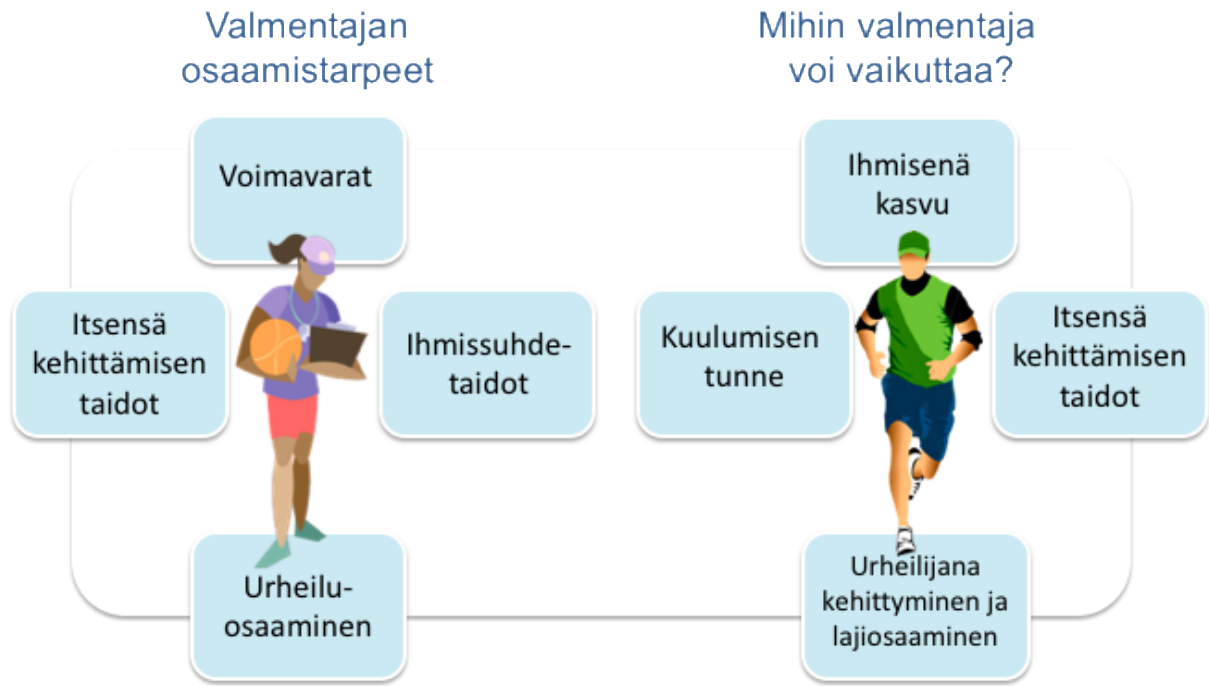 Valmentajan
osaamistarpeet
Voimavarat
Itsensä
kehittämisen
taidot
Ihmissuhde-
taidot
Urheilu-
osaaminen
Mihin valmentaja
voi vaikuttaa?
Ihmisenä
kasvu
Kuulumisen
tunne
Itsensä
kehittämisen
taidot
Urheilijana
kehittyminen ja
lajiosaaminen